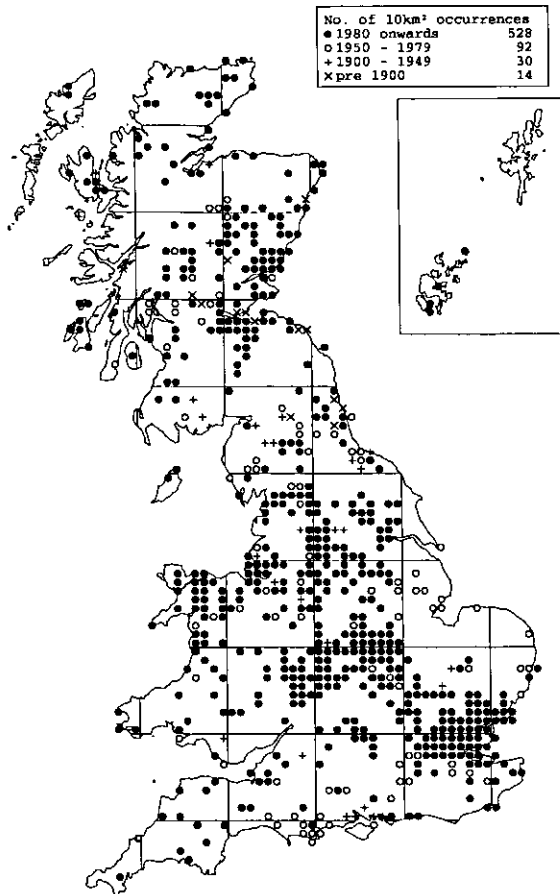 No. of 10km² occurrences
● 1980 onwards 528
○ 1950 - 1979 92
+ 1900 - 1949 30
× pre 1900 14